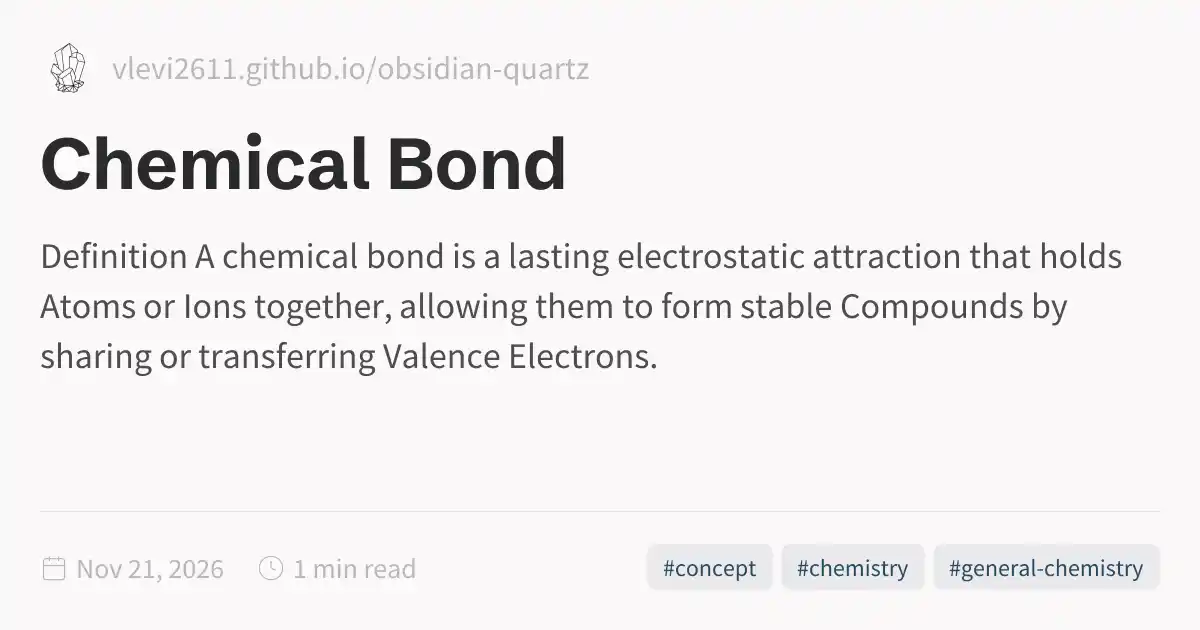 vlevi2611.github.io/obsidian-quartz
Chemical Bond
Definition A chemical bond is a lasting electrostatic attraction that holds
Atoms or Ions together, allowing them to form stable Compounds by
sharing or transferring Valence Electrons.
Nov 21, 2026 1 min read #concept #chemistry #general-chemistry